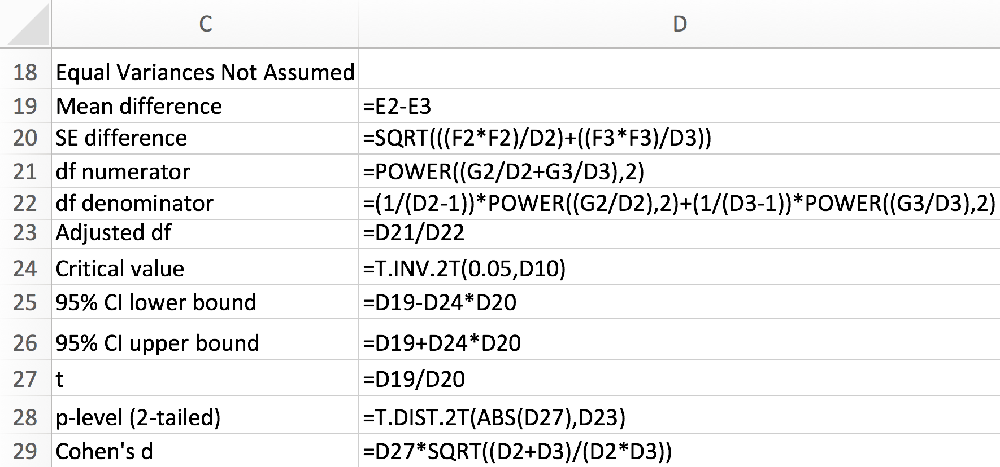 C D
18 Equal Variances Not Assumed
19 Mean difference =E2-E3
20 SE difference =SQRT(((F2*F2)/D2)+((F3*F3)/D3))
21 df numerator =POWER((G2/D2+G3/D3),2)
22 df denominator =(1/(D2-1))*POWER((G2/D2),2)+(1/(D3-1))*POWER((G3/D3),2)
23 Adjusted df =D21/D22
24 Critical value =T.INV.2T(0.05,D10)
25 95% CI lower bound =D19-D24*D20
26 95% CI upper bound =D19+D24*D20
27 t =D19/D20
28 p-level (2-tailed) =T.DIST.2T(ABS(D27),D23)
29 Cohen's d =D27*SQRT((D2+D3)/(D2*D3))